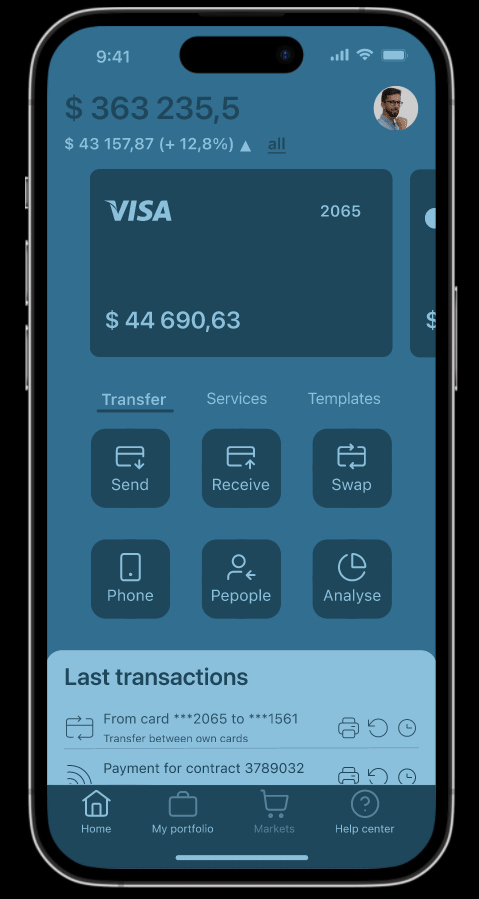 9:41
$ 363 235,5
$ 43 157,87 (+ 12,8%) ▲ all
VISA 2065
$ 44 690,63 $
Transfer Services Templates
Send Receive Swap
Phone Pepople Analyse
Last transactions
From card ***2065 to ***1561
Transfer between own cards
Payment for contract 3789032
Home My portfolio Markets Help center